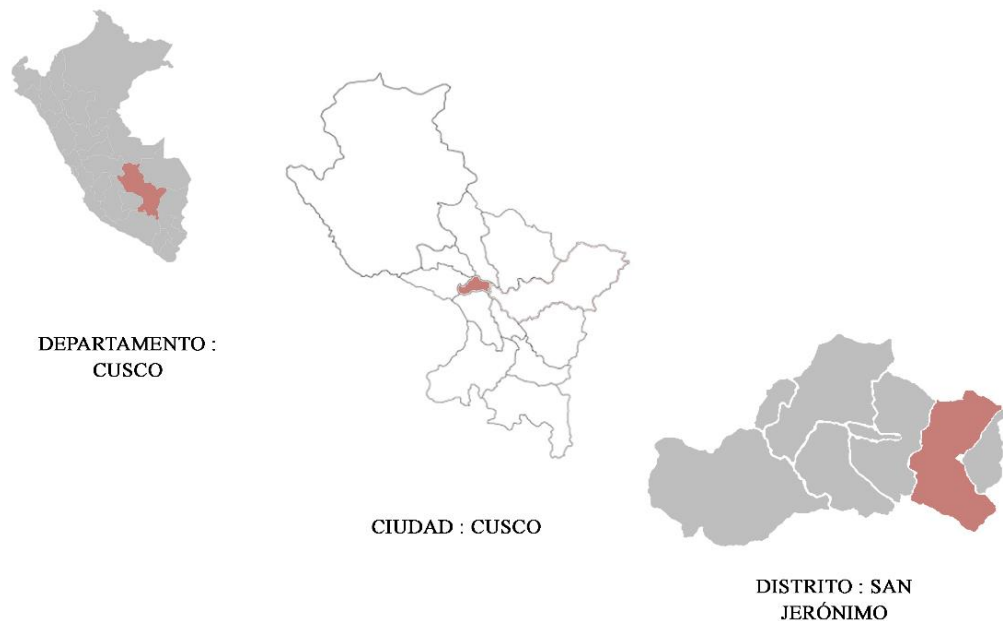 DEPARTAMENTO :
CUSCO
CIUDAD : CUSCO
DISTRITO : SAN
JERÓNIMO